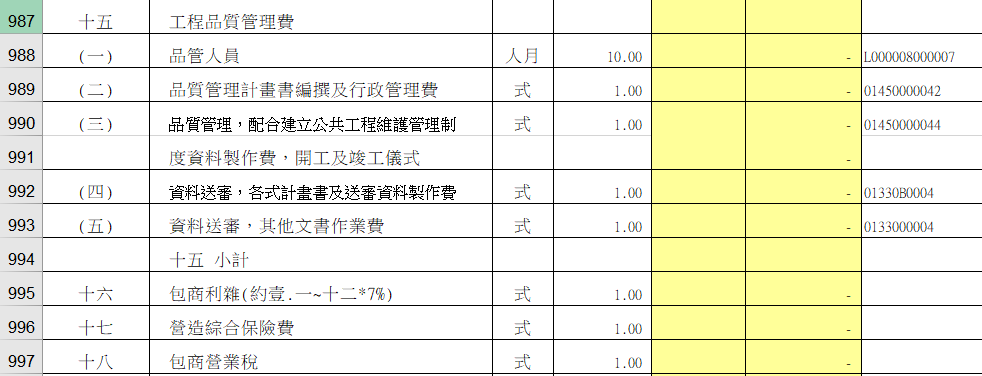 987 十五 工程品質管理費
988 (一) 品管人員 人月 10.00 - L000008000007
989 (二) 品質管理計畫書編撰及行政管理費 式 1.00 - 01450000042
990 (三) 品質管理，配合建立公共工程維護管理制 式 1.00 - 01450000044
991 度資料製作費，開工及竣工儀式 -
992 (四) 資料送審，各式計畫書及送審資料製作費 式 1.00 - 01330B0004
993 (五) 資料送審，其他文書作業費 式 1.00 - 0133000004
994 十五 小計
995 十六 包商利雜(約壹.一~十二*7%) 式 1.00 -
996 十七 營造綜合保險費 式 1.00 -
997 十八 包商營業稅 式 1.00 -